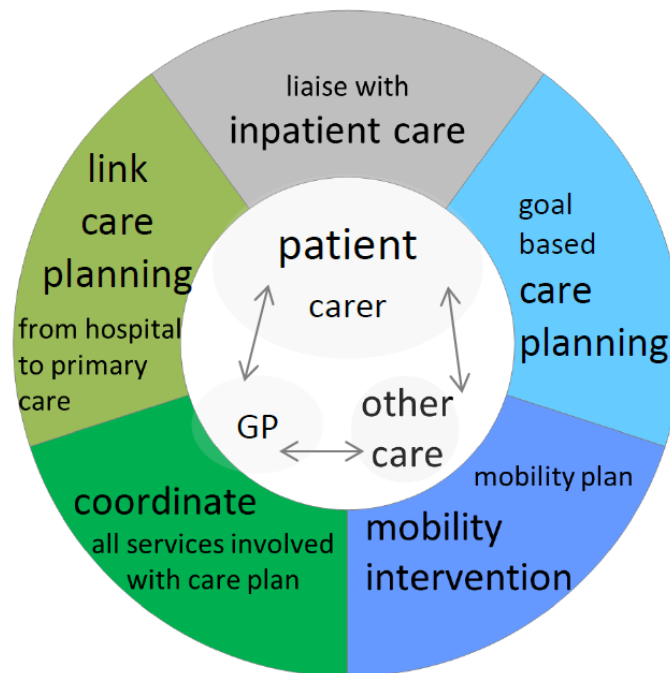 liaise with
inpatient care
goal
based
care
planning
mobility plan
mobility
intervention
coordinate
all services involved
with care plan
link
care
planning
from hospital
to primary
care
patient
carer
GP
other
care